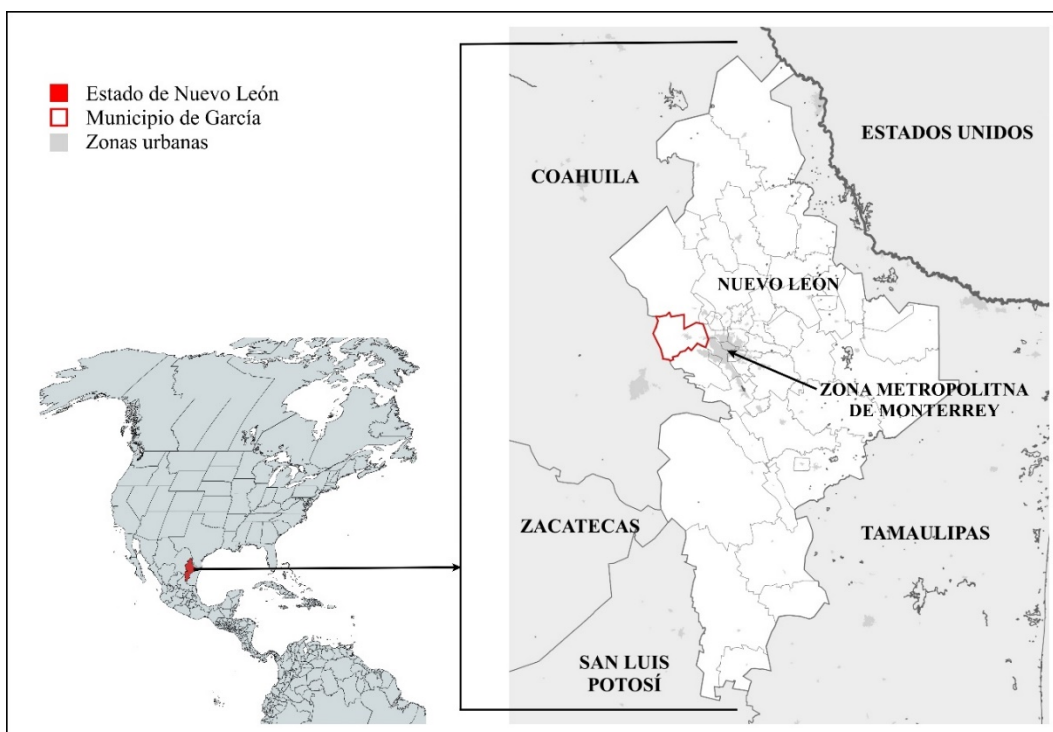 Estado de Nuevo León
Municipio de García
Zonas urbanas
ESTADOS UNIDOS
COAHUILA
NUEVO LEÓN
ZONA METROPOLITNA
DE MONTERREY
ZACATECAS
TAMAULIPAS
SAN LUIS
POTOSÍ